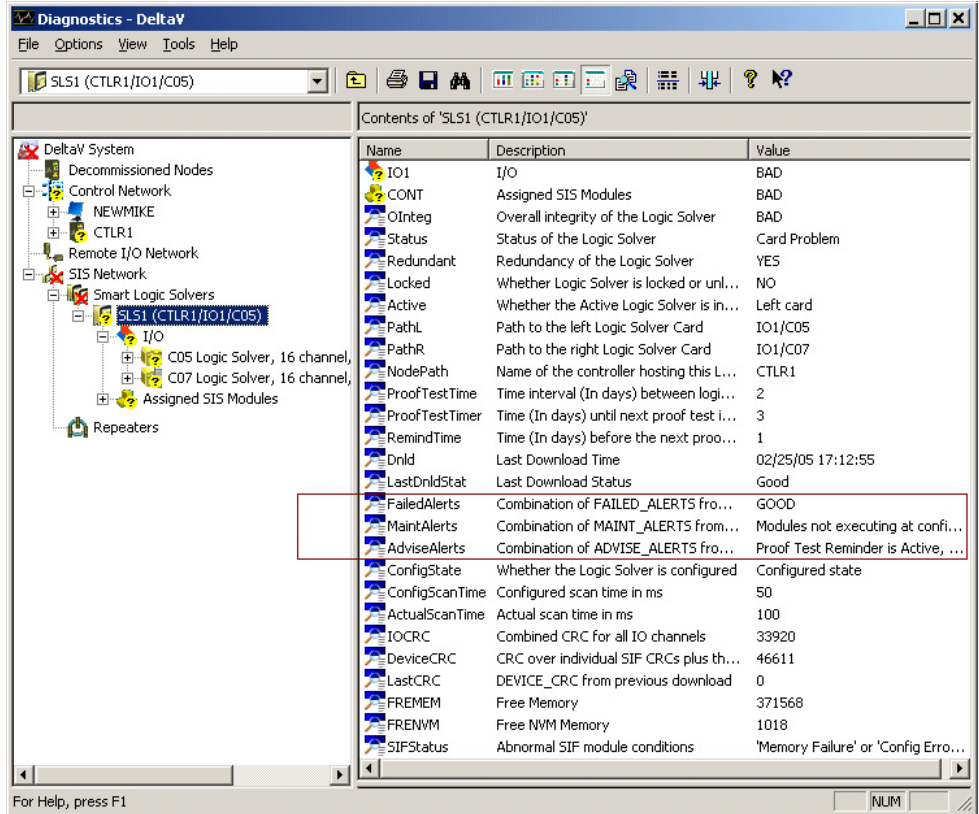 Diagnostics - DeltaV
File Options View Tools Help
SLS1 (CTLR1/IO1/C05)
Contents of 'SLS1 (CTLR1/IO1/C05)'
DeltaV System
Decommissioned Nodes
Control Network
NEWMIKE
CTLR1
Remote I/O Network
SIS Network
Smart Logic Solvers
SLS1 (CTLR1/IO1/C05)
I/O
C05 Logic Solver, 16 channel,
C07 Logic Solver, 16 channel,
Assigned SIS Modules
Repeaters
Name Description Value
IO1 I/O BAD
CONT Assigned SIS Modules BAD
OInteg Overall integrity of the Logic Solver BAD
Status Status of the Logic Solver Card Problem
Redundant Redundancy of the Logic Solver YES
Locked Whether Logic Solver is locked or unl... NO
Active Whether the Active Logic Solver is in... Left card
PathL Path to the left Logic Solver Card IO1/C05
PathR Path to the right Logic Solver Card IO1/C07
NodePath Name of the controller hosting this L... CTLR1
ProofTestTime Time interval (In days) between logi... 2
ProofTestTimer Time (In days) until next proof test i... 3
RemindTime Time (In days) before the next proo... 1
Dnld Last Download Time 02/25/05 17:12:55
LastDnldStat Last Download Status Good
FailedAlerts Combination of FAILED_ALERTS fro... GOOD
MaintAlerts Combination of MAINT_ALERTS from... Modules not executing at confi...
AdviseAlerts Combination of ADVISE_ALERTS fro... Proof Test Reminder is Active, ...
ConfigState Whether the Logic Solver is configured Configured state
ConfigScanTime Configured scan time in ms 50
ActualScanTime Actual scan time in ms 100
IOCRC Combined CRC for all IO channels 33920
DeviceCRC CRC over individual SIF CRCs plus th... 46611
LastCRC DEVICE_CRC from previous download 0
FREMEM Free Memory 371568
FRENVM Free NVM Memory 1018
SIFStatus Abnormal SIF module conditions 'Memory Failure' or 'Config Erro...
For Help, press F1
NUM